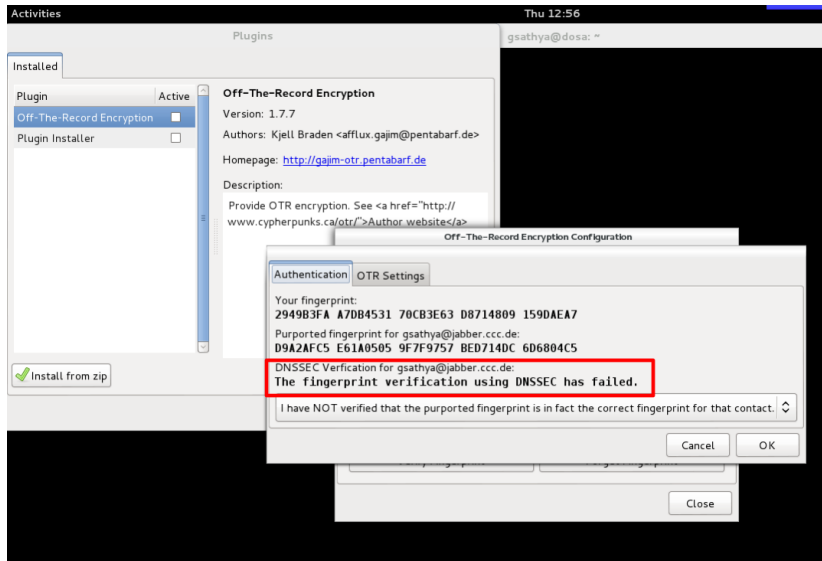 Activities
Thu 12:56
Plugins
gsathya@dosa: ~
Installed
Plugin
Active
Off-The-Record Encryption
Plugin Installer
Install from zip
Off-The-Record Encryption
Version: 1.7.7
Authors: Kjell Braden <afflux.gajim@pentabarf.de>
Homepage: http://gajim-otr.pentabarf.de
Description:
Provide OTR encryption. See <a href="http://
www.cypherpunks.ca/otr/">Author website</a>
Off-The-Record Encryption Configuration
Authentication
OTR Settings
Your fingerprint:
2949B3FA A7DB4531 70CB3E63 D8714809 159DAEA7
Purported fingerprint for gsathya@jabber.ccc.de:
D9A2AFC5 E61A0505 9F7F9757 BED714DC 6D6804C5
DNSSEC Verfication for gsathya@jabber.ccc.de:
The fingerprint verification using DNSSEC has failed.
I have NOT verified that the purported fingerprint is in fact the correct fingerprint for that contact.
Cancel
OK
Close